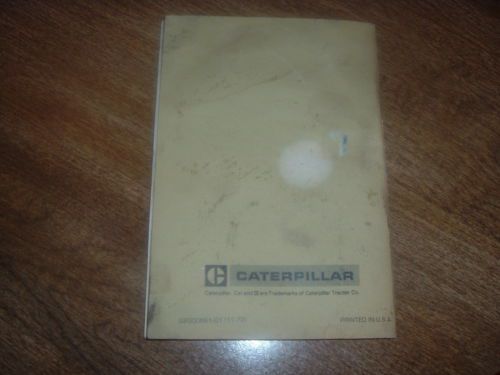 CATERPILLAR
Caterpillar, Cat and are Trademarks of Caterpillar Tractor Co.
PRINTED IN U.S.A.